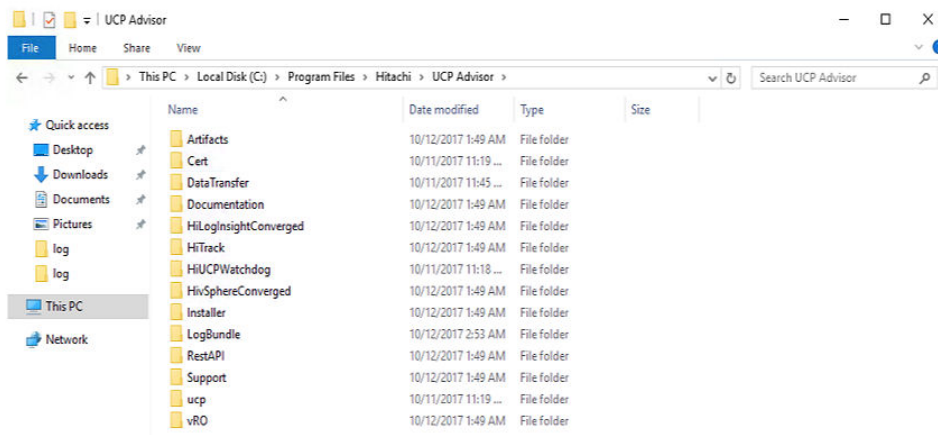 UCP Advisor
File Home Share View
This PC > Local Disk (C:) > Program Files > Hitachi > UCP Advisor >
Search UCP Advisor
Name Date modified Type Size
Quick access
Desktop
Downloads
Documents
Pictures
log
log
This PC
Network
Artifacts 10/12/2017 1:49 AM File folder
Cert 10/11/2017 11:19 ... File folder
DataTransfer 10/11/2017 11:45 ... File folder
Documentation 10/12/2017 1:49 AM File folder
HiLogInsightConverged 10/12/2017 1:49 AM File folder
HiTrack 10/12/2017 1:49 AM File folder
HiUCPWatchdog 10/11/2017 11:18 ... File folder
HivSphereConverged 10/12/2017 1:49 AM File folder
Installer 10/12/2017 1:49 AM File folder
LogBundle 10/12/2017 2:53 AM File folder
RestAPI 10/12/2017 1:49 AM File folder
Support 10/12/2017 1:49 AM File folder
ucp 10/11/2017 11:19 ... File folder
vRO 10/12/2017 1:49 AM File folder